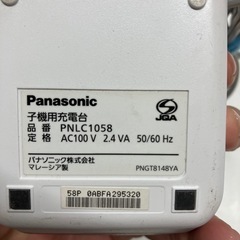 Panasonic
JQA
子機用充電台
品番 PNLC1058
定格 AC100 V 2.4 VA 50/60 Hz
パナソニック株式会社
マレーシア製
PNGT8148YA
58P 0ABFA295320